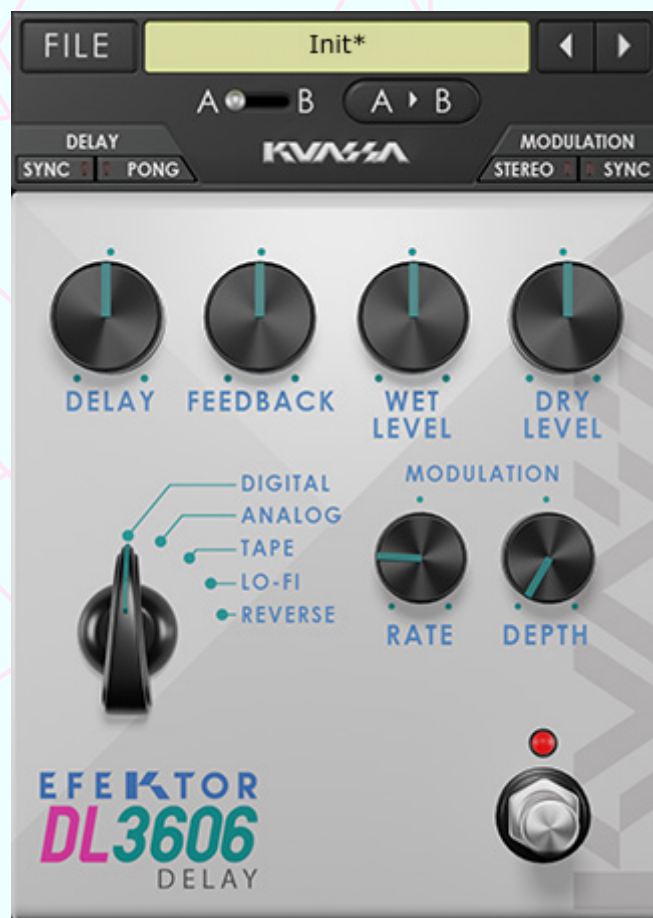 FILE
Init*
A B A ▸ B
DELAY
SYNC PONG
KVASSA
MODULATION
STEREO SYNC
DELAY FEEDBACK WET LEVEL DRY LEVEL
DIGITAL
ANALOG
TAPE
LO-FI
REVERSE
MODULATION
RATE DEPTH
EFEKTOR
DL3606
DELAY